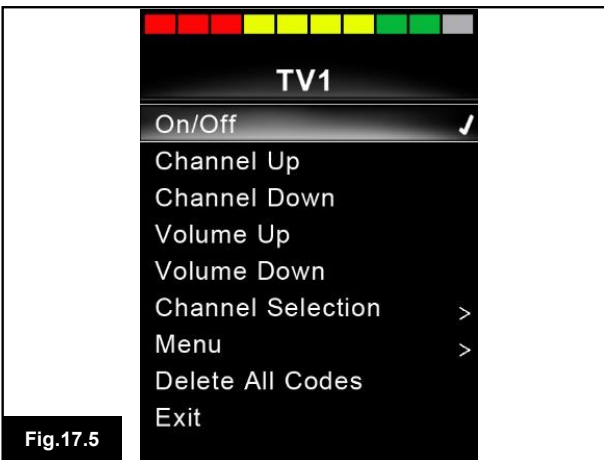 TV1
On/Off
Channel Up
Channel Down
Volume Up
Volume Down
Channel Selection >
Menu >
Delete All Codes
Exit
Fig.17.5